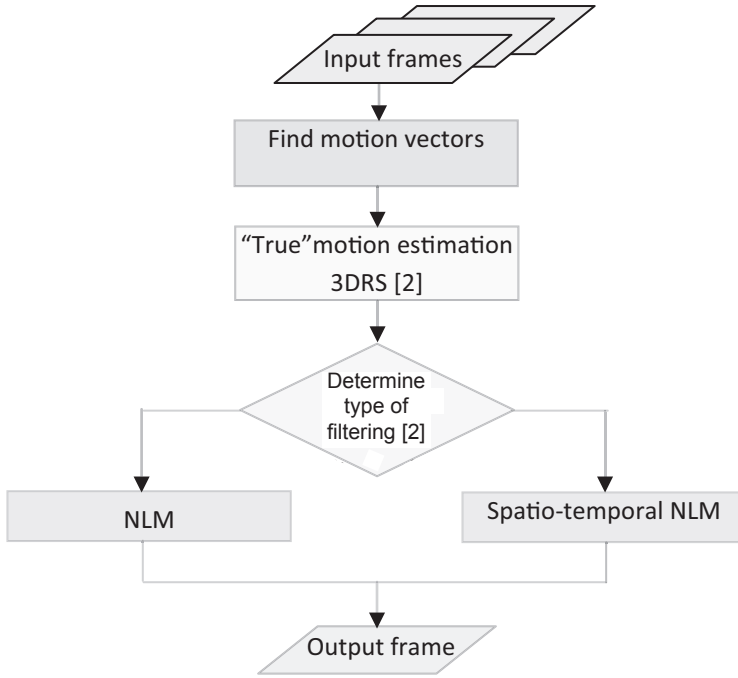 Input frames
Find motion vectors
“True”motion estimation
3DRS [2]
Determine
type of
filtering [2]
NLM
Spatio-temporal NLM
Output frame